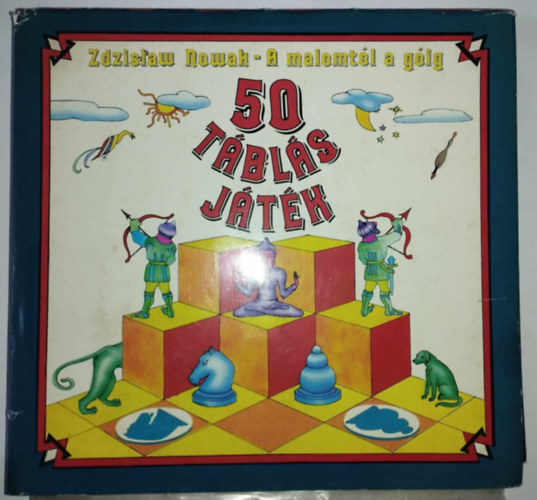 Zdzisław Nowak - A malomtól a góig
50
TÁBLÁS
JÁTÉK